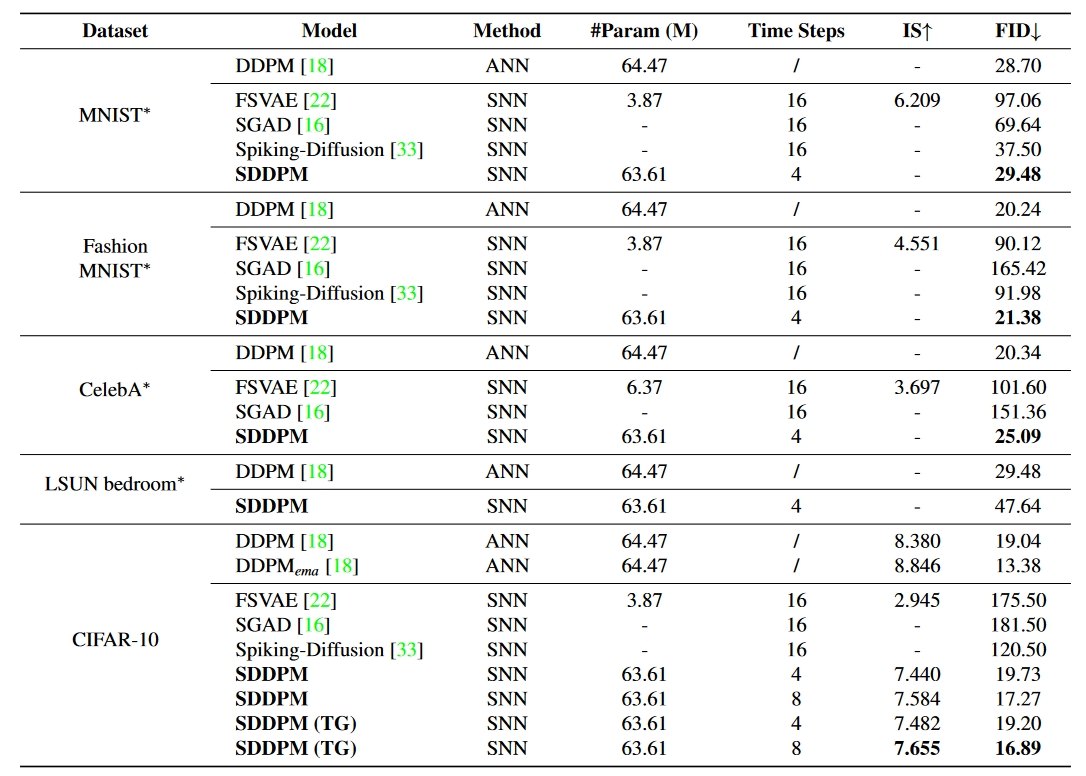 Dataset Model Method #Param (M) Time Steps IS↑ FID↓
DDPM [18] ANN 64.47 / - 28.70
MNIST* FSVAE [22] SNN 3.87 16 6.209 97.06
SGAD [16] SNN - 16 - 69.64
Spiking-Diffusion [33] SNN - 16 - 37.50
SDDPM SNN 63.61 4 - 29.48
DDPM [18] ANN 64.47 / - 20.24
Fashion FSVAE [22] SNN 3.87 16 4.551 90.12
MNIST* SGAD [16] SNN - 16 - 165.42
Spiking-Diffusion [33] SNN - 16 - 91.98
SDDPM SNN 63.61 4 - 21.38
DDPM [18] ANN 64.47 / - 20.34
CelebA* FSVAE [22] SNN 6.37 16 3.697 101.60
SGAD [16] SNN - 16 - 151.36
SDDPM SNN 63.61 4 - 25.09
LSUN bedroom* DDPM [18] ANN 64.47 / - 29.48
SDDPM SNN 63.61 4 - 47.64
DDPM [18] ANN 64.47 / 8.380 19.04
DDPMema [18] ANN 64.47 / 8.846 13.38
FSVAE [22] SNN 3.87 16 2.945 175.50
SGAD [16] SNN - 16 - 181.50
CIFAR-10 Spiking-Diffusion [33] SNN - 16 - 120.50
SDDPM SNN 63.61 4 7.440 19.73
SDDPM SNN 63.61 8 7.584 17.27
SDDPM (TG) SNN 63.61 4 7.482 19.20
SDDPM (TG) SNN 63.61 8 7.655 16.89